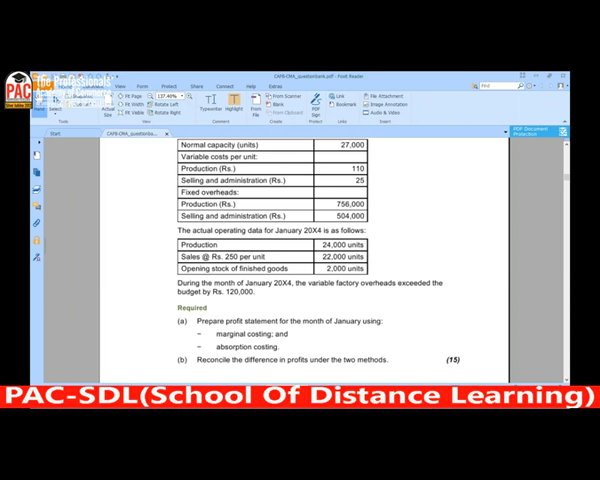 The Professionals'
PAC
CAF8-CMA_questionbank.pdf - Foxit Reader
View
Form
Protect
Share
Connect
Help
Extras
Find
Fit Page
Fit Width
Fit Visible
137.40%
Rotate Left
Rotate Right
Typewriter
Highlight
From File
From Scanner
Blank
From Clipboard
PDF Sign
Link
Bookmark
File Attachment
Image Annotation
Audio & Video
Select
Actual Size
Tools
View
Comment
Create
Protect
Links
Insert
Start
CAF8-CMA_questionba...
PDF Document Protection
Normal capacity (units) 27,000
Variable costs per unit:
Production (Rs.) 110
Selling and administration (Rs.) 25
Fixed overheads:
Production (Rs.) 756,000
Selling and administration (Rs.) 504,000
The actual operating data for January 20X4 is as follows:
Production 24,000 units
Sales @ Rs. 250 per unit 22,000 units
Opening stock of finished goods 2,000 units
During the month of January 20X4, the variable factory overheads exceeded the
budget by Rs. 120,000.
Required
(a) Prepare profit statement for the month of January using:
− marginal costing; and
− absorption costing.
(b) Reconcile the difference in profits under the two methods. (15)
PAC-SDL(School Of Distance Learning)